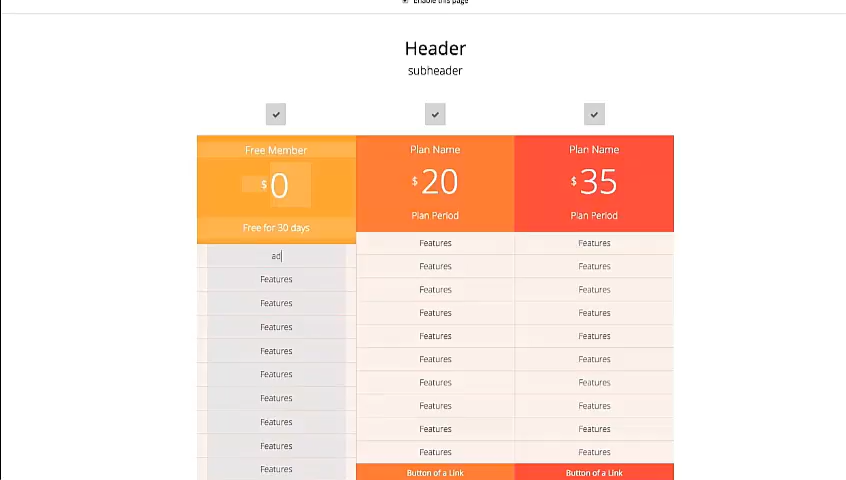 Enable this page
Header
subheader
Free Member
$ 0
Free for 30 days
ad
Features
Features
Features
Features
Features
Features
Features
Features
Features
Plan Name
$ 20
Plan Period
Features
Features
Features
Features
Features
Features
Features
Features
Features
Features
Button of a Link
Plan Name
$ 35
Plan Period
Features
Features
Features
Features
Features
Features
Features
Features
Features
Features
Button of a Link